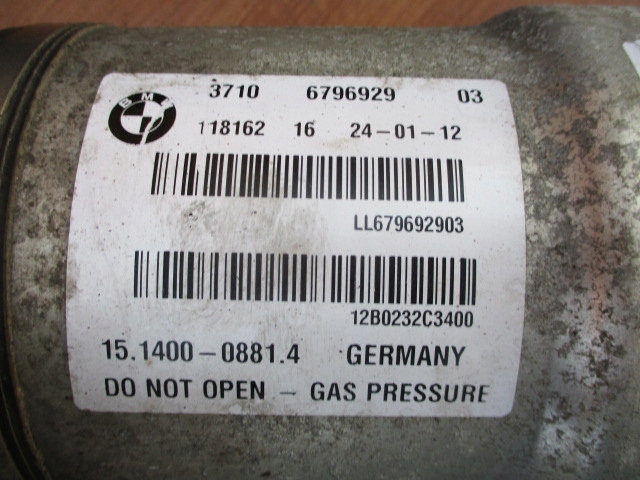 BMW
3710 6796929 03
118162 16 24-01-12
LL679692903
12B0232C3400
15.1400-0881.4 GERMANY
DO NOT OPEN - GAS PRESSURE